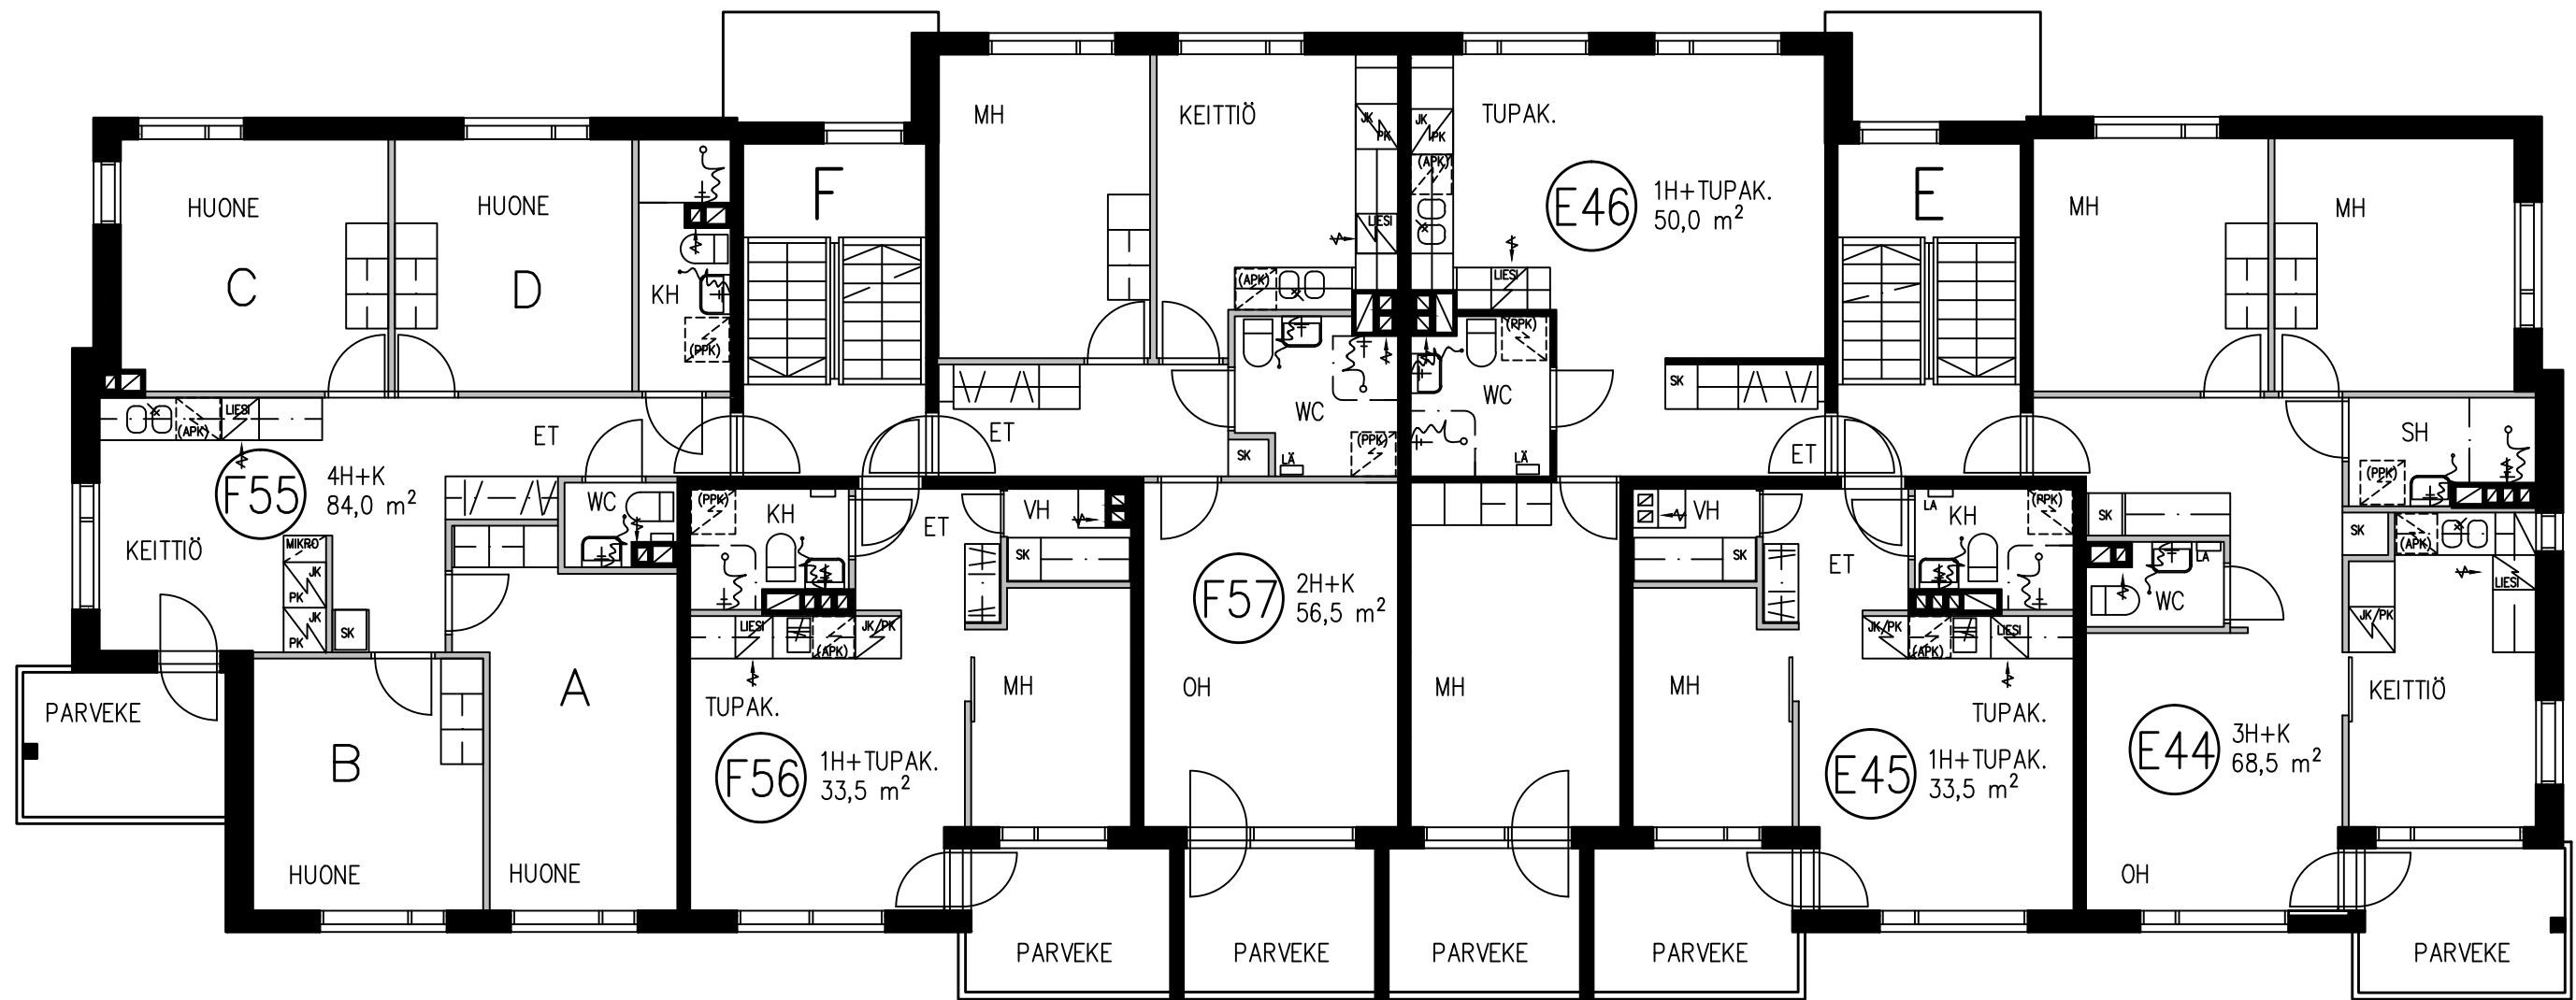 MH
KEITTIÖ
JK
PK
LIESI
(APK)
JK
PK
(APK)
LIESI
TUPAK.
E46
1H+TUPAK.
50,0 m²
HUONE
C
HUONE
D
KH
(PPK)
F
E
MH
MH
LIESI
(APK)
ET
F55
4H+K
84,0 m²
KEITTIÖ
MIKRO
JK
PK
JK
PK
SK
WC
ET
WC
SK
LÄ
(PPK)
(RPK)
WC
LÄ
SK
ET
SH
(PPK)
PARVEKE
B
HUONE
A
HUONE
(PPK)
KH
ET
VH
SK
LIESI
(APK)
JK/PK
TUPAK.
F56
1H+TUPAK.
33,5 m²
MH
F57
2H+K
56,5 m²
OH
MH
VH
SK
MH
ET
LA
KH
(RPK)
JK/PK
(APK)
LIESI
TUPAK.
E45
1H+TUPAK.
33,5 m²
SK
LA
WC
SK
(APK)
LIESI
JK/PK
KEITTIÖ
E44
3H+K
68,5 m²
OH
PARVEKE
PARVEKE
PARVEKE
PARVEKE
PARVEKE